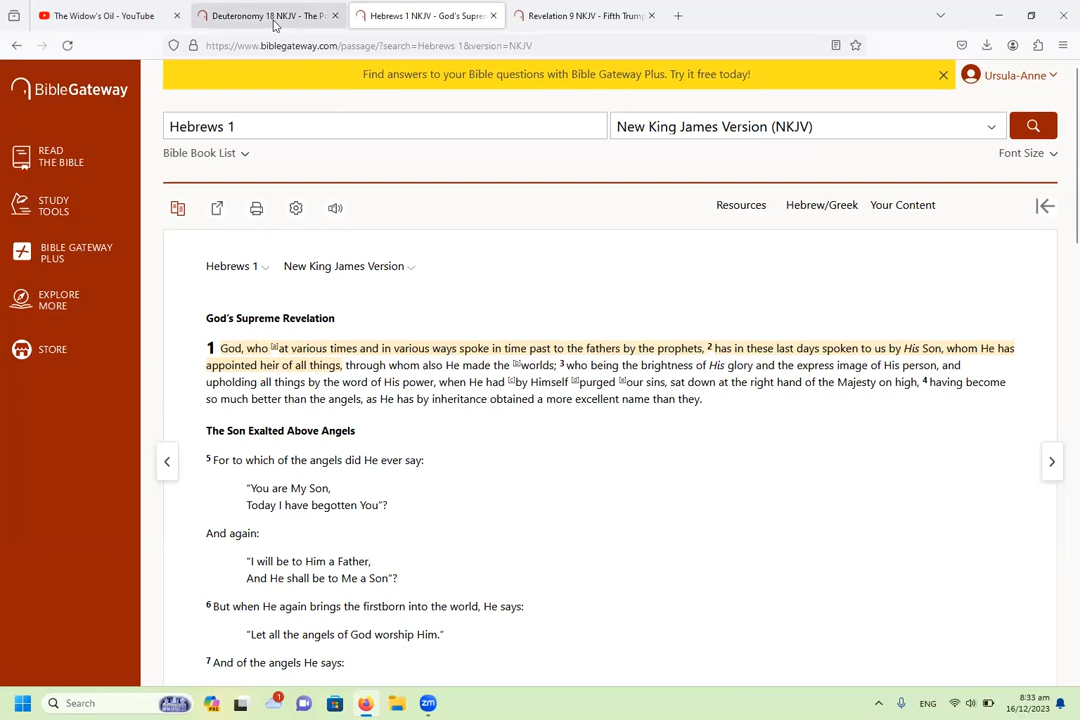 The Widow's Oil - YouTube
Deuteronomy 18 NKJV - The Po
Hebrews 1 NKJV - God's Supre
Revelation 9 NKJV - Fifth Trum
https://www.biblegateway.com/passage/?search=Hebrews 1&version=NKJV
Find answers to your Bible questions with Bible Gateway Plus. Try it free today!
Ursula-Anne
BibleGateway
Hebrews 1
New King James Version (NKJV)
Bible Book List
Font Size
READ
THE BIBLE
STUDY
TOOLS
BIBLE GATEWAY
PLUS
EXPLORE
MORE
STORE
Resources
Hebrew/Greek
Your Content
Hebrews 1
New King James Version
God's Supreme Revelation
1 God, who [a]at various times and in various ways spoke in time past to the fathers by the prophets, 2 has in these last days spoken to us by His Son, whom He has
appointed heir of all things, through whom also He made the [b]worlds; 3 who being the brightness of His glory and the express image of His person, and
upholding all things by the word of His power, when He had [c]by Himself [d]purged [e]our sins, sat down at the right hand of the Majesty on high, 4 having become
so much better than the angels, as He has by inheritance obtained a more excellent name than they.
The Son Exalted Above Angels
5 For to which of the angels did He ever say:
"You are My Son,
Today I have begotten You"?
And again:
"I will be to Him a Father,
And He shall be to Me a Son"?
6 But when He again brings the firstborn into the world, He says:
"Let all the angels of God worship Him."
7 And of the angels He says:
Search
1
ENG
8:33 am
16/12/2023